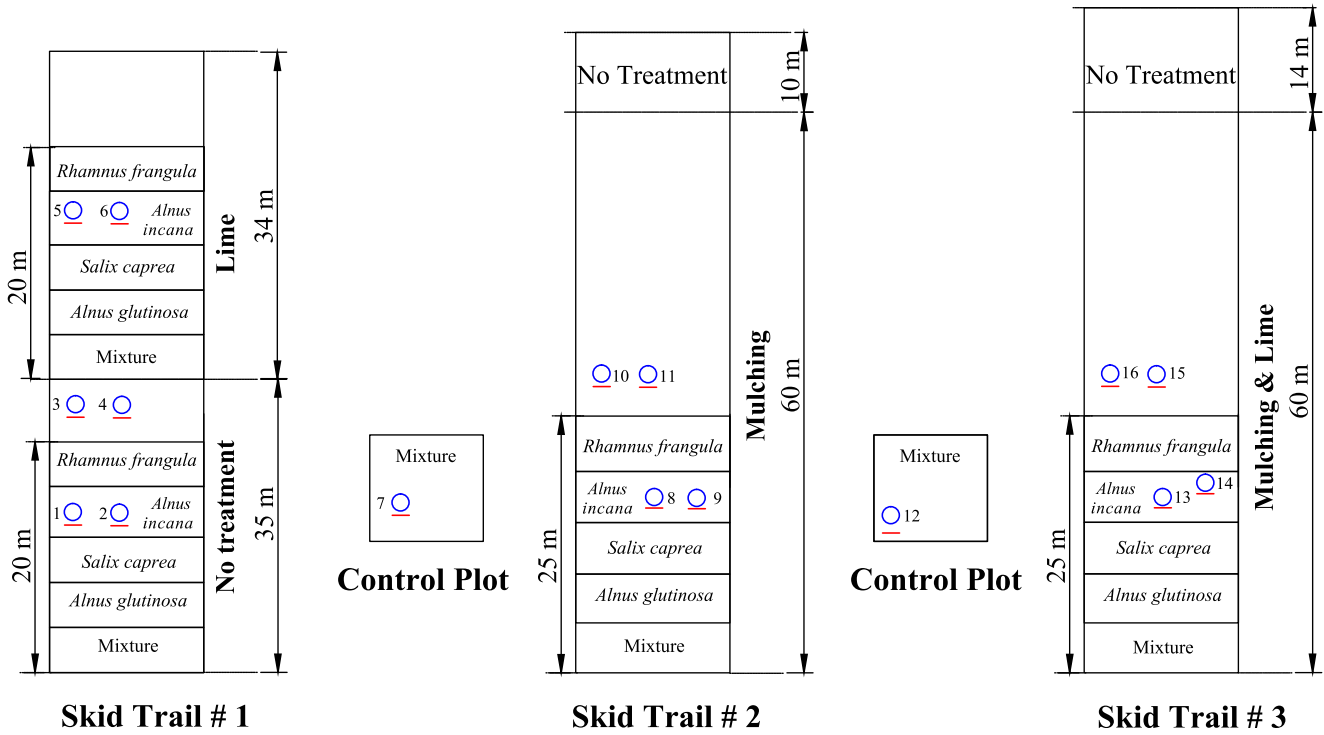 Rhamnus frangula
5
6
Alnus
incana
Salix caprea
Alnus glutinosa
Mixture
20 m
Lime
34 m
3
4
Rhamnus frangula
1
2
Alnus
incana
Salix caprea
Alnus glutinosa
Mixture
20 m
No treatment
35 m
Skid Trail # 1
Mixture
7
Control Plot
No Treatment
10 m
10
11
Mulching
60 m
Rhamnus frangula
Alnus
incana
8
9
Salix caprea
Alnus glutinosa
Mixture
25 m
Skid Trail # 2
Mixture
12
Control Plot
No Treatment
14 m
16
15
Mulching & Lime
60 m
Rhamnus frangula
Alnus
incana
13
14
Salix caprea
Alnus glutinosa
Mixture
25 m
Skid Trail # 3